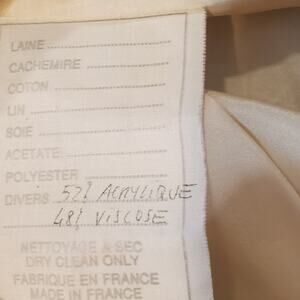 LAINE
CACHEMIRE
COTON
LIN
SOIE
ACETATE
POLYESTER
DIVERS 52% ACRYLIQUE
48% VISCOSE
NETTOYAGE A SEC
DRY CLEAN ONLY
FABRIQUE EN FRANCE
MADE IN FRANCE